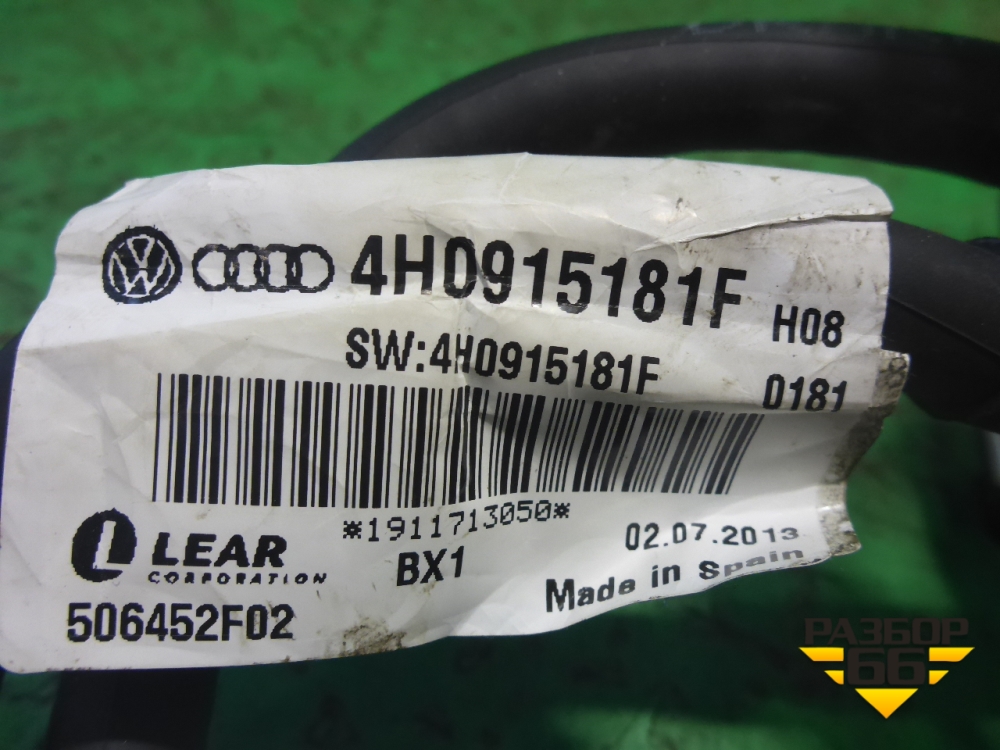 4H0915181F H08
SW:4H0915181F 0181
*1911713050*
L LEAR CORPORATION
BX1
02.07.2013
Made in Spain
506452F02
РАЗБОР
66